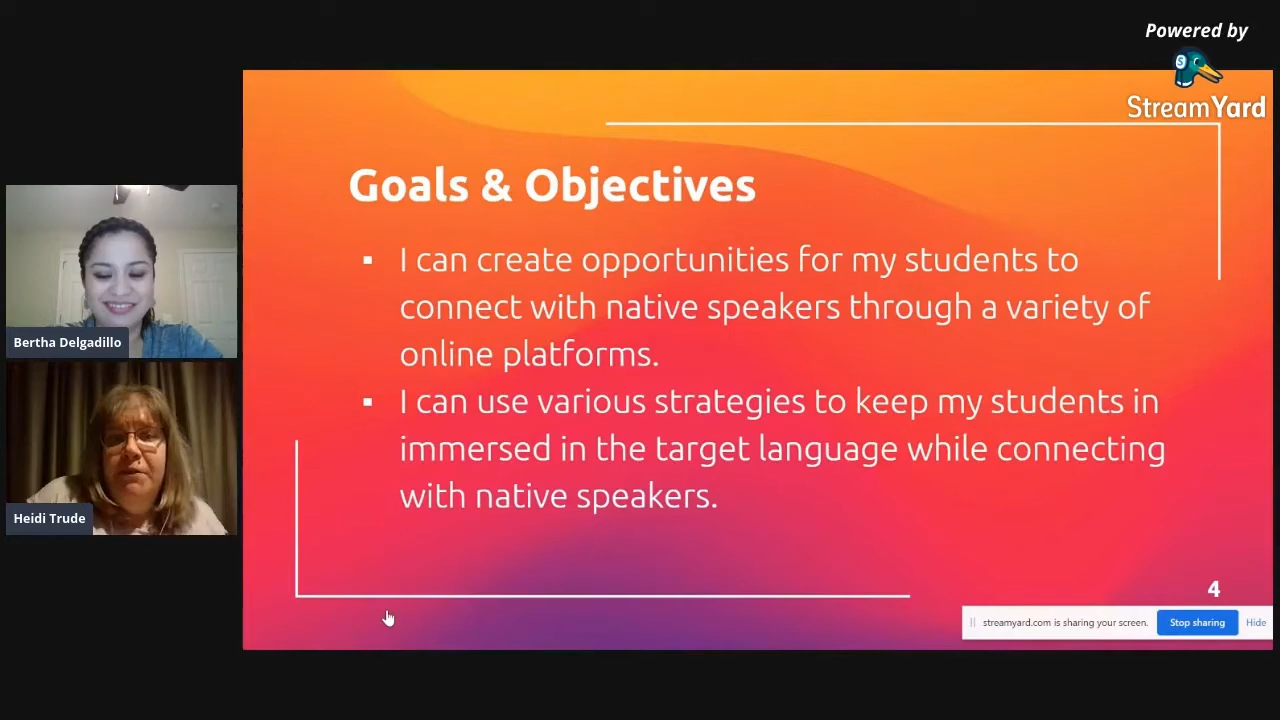 Powered by
StreamYard
Goals & Objectives
▪ I can create opportunities for my students to
connect with native speakers through a variety of
online platforms.
▪ I can use various strategies to keep my students in
immersed in the target language while connecting
with native speakers.
4
Bertha Delgadillo
Heidi Trude
streamyard.com is sharing your screen.
Stop sharing
Hide